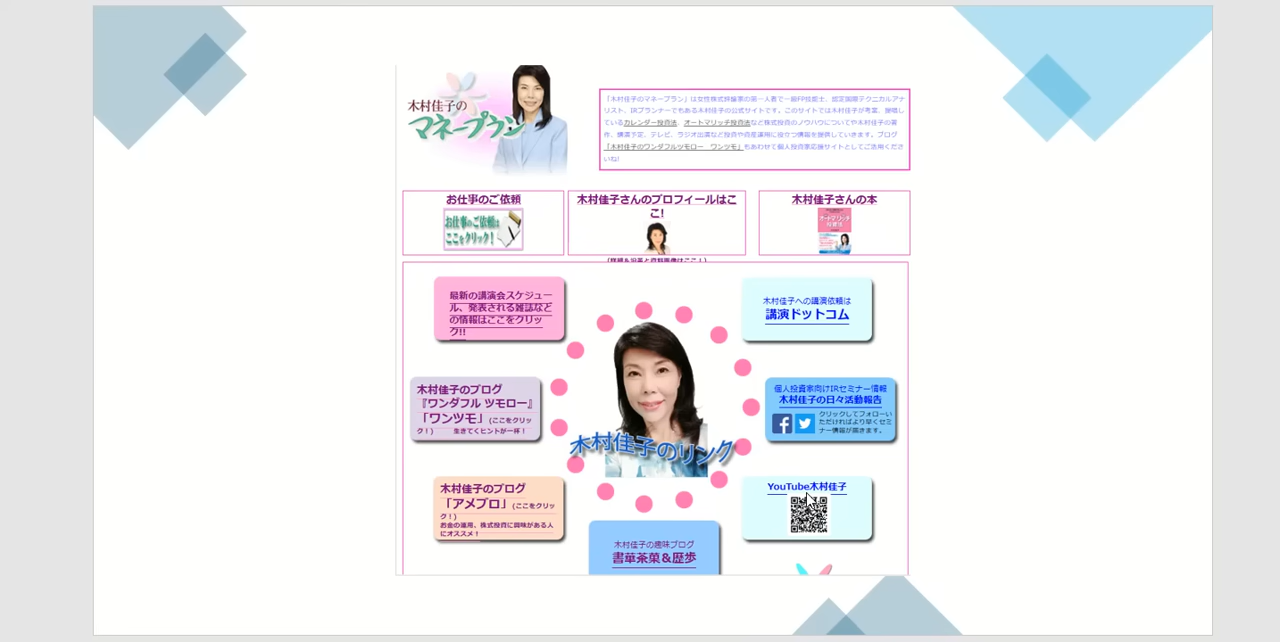 木村佳子の
マネープラン
「木村佳子のマネープラン」は女性株式評論家の第一人者で一級FP技能士、認定国際テクニカルアナ
リスト、IRプランナーでもある木村佳子の公式サイトです。このサイトでは木村佳子が考案、提唱し
ているカレンダー投資法、オートマリッチ投資法など株式投資のノウハウについてや木村佳子の著
作、講演予定、テレビ、ラジオ出演など投資や資産運用に役立つ情報を提供していきます。ブログ
「木村佳子のワンダフルツモロー　ワンツモ」もあわせて個人投資家応援サイトとしてご活用くださ
いね!
お仕事のご依頼
お仕事のご依頼は
ここをクリック！
木村佳子さんのプロフィールはこ
こ!
木村佳子さんの本
オートマリッチ
投資法
最新の講演会スケジュー
ル、発表される雑誌など
の情報はここをクリッ
ク!!
木村佳子への講演依頼は
講演ドットコム
木村佳子のブログ
『ワンダフル ツモロー』
「ワンツモ」(ここをクリッ
ク！)　　生きてくヒントが一杯！
個人投資家向けIRセミナー情報
木村佳子の日々活動報告
クリックしてフォローい
ただければより早くセミ
ナー情報が届きます。
木村佳子のリンク
木村佳子のブログ
「アメブロ」(ここをクリッ
ク！)
お金の運用、株式投資に興味がある人
にオススメ！
YouTube木村佳子
木村佳子の趣味ブログ
書華茶菓＆歴歩